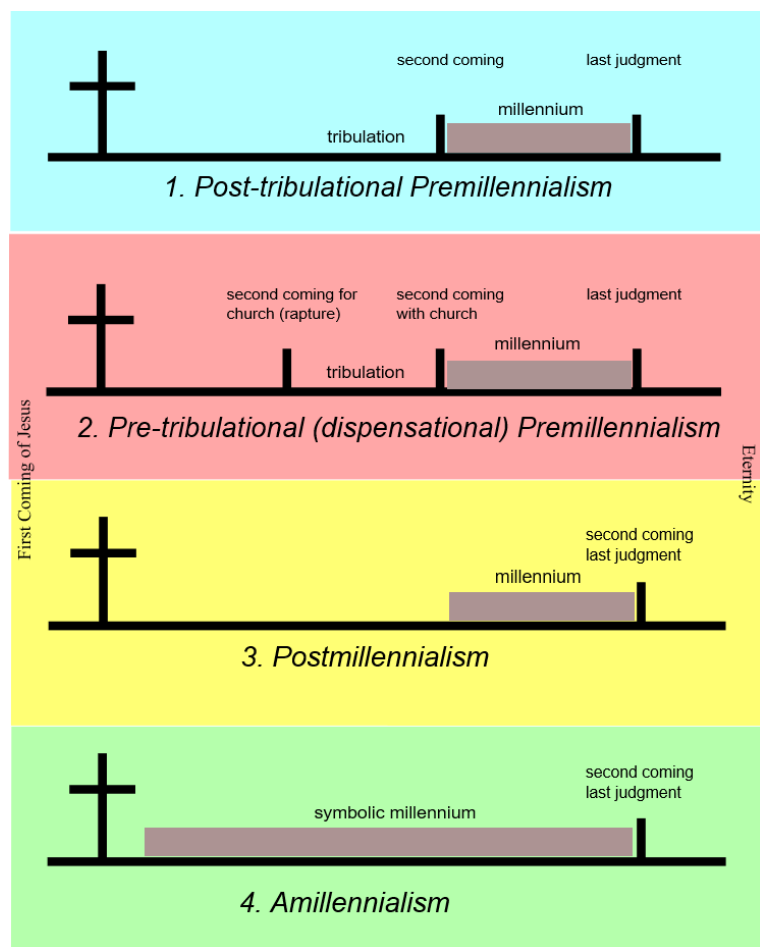 second coming
last judgment
millennium
tribulation
1. Post-tribulational Premillennialism
second coming for
church (rapture)
second coming
with church
last judgment
millennium
tribulation
2. Pre-tribulational (dispensational) Premillennialism
First Coming of Jesus
Eternity
second coming
last judgment
millennium
3. Postmillennialism
second coming
last judgment
symbolic millennium
4. Amillennialism